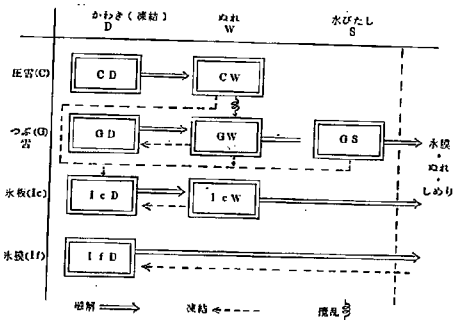 かわき(凍結)
D
ぬれ
W
水びたし
S
圧雪(C)
CD
CW
つぶ(G)
雪
GD
GW
GS
水膜
・
ぬれ
・
しめり
氷板(Ic)
IcD
IcW
氷膜(If)
IfD
融解
凍結
攪乱